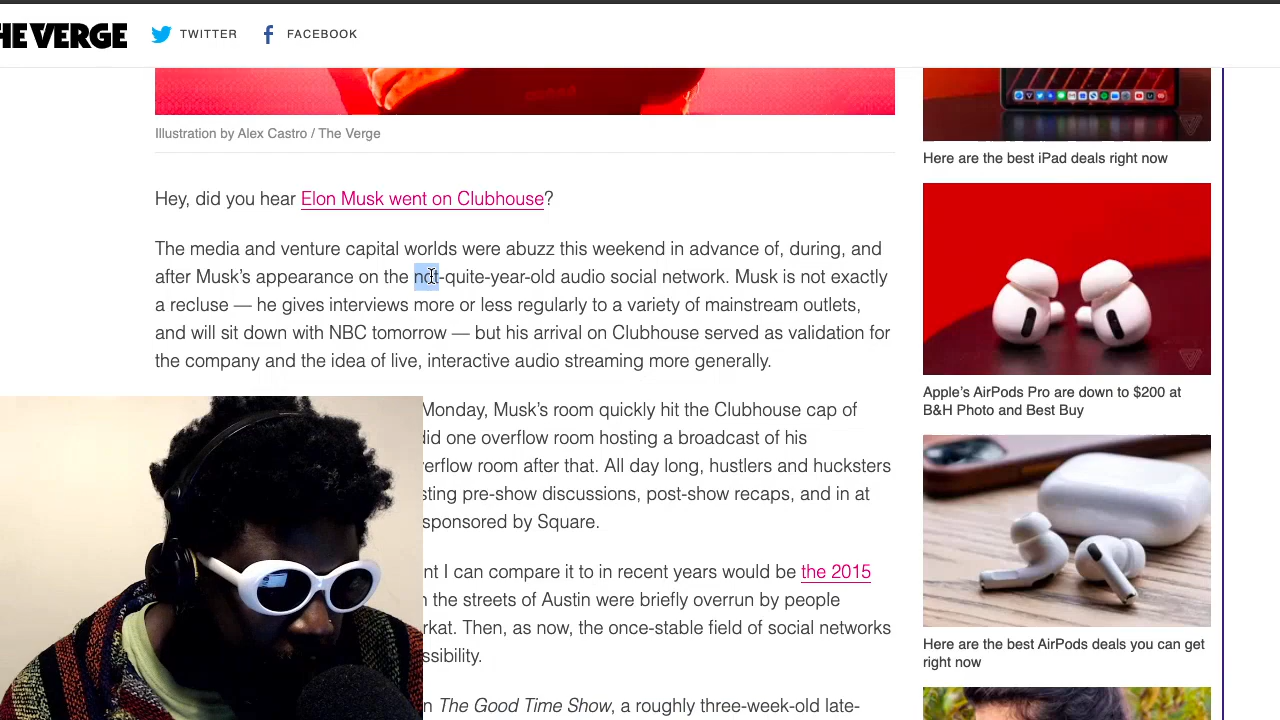 HE VERGE
TWITTER
FACEBOOK
Illustration by Alex Castro / The Verge
Hey, did you hear Elon Musk went on Clubhouse?
The media and venture capital worlds were abuzz this weekend in advance of, during, and
after Musk's appearance on the not-quite-year-old audio social network. Musk is not exactly
a recluse — he gives interviews more or less regularly to a variety of mainstream outlets,
and will sit down with NBC tomorrow — but his arrival on Clubhouse served as validation for
the company and the idea of live, interactive audio streaming more generally.
Monday, Musk's room quickly hit the Clubhouse cap of
did one overflow room hosting a broadcast of his
verflow room after that. All day long, hustlers and hucksters
sting pre-show discussions, post-show recaps, and in at
sponsored by Square.
nt I can compare it to in recent years would be the 2015
n the streets of Austin were briefly overrun by people
rkat. Then, as now, the once-stable field of social networks
ssibility.
n The Good Time Show, a roughly three-week-old late-
Here are the best iPad deals right now
Apple's AirPods Pro are down to $200 at
B&H Photo and Best Buy
Here are the best AirPods deals you can get
right now